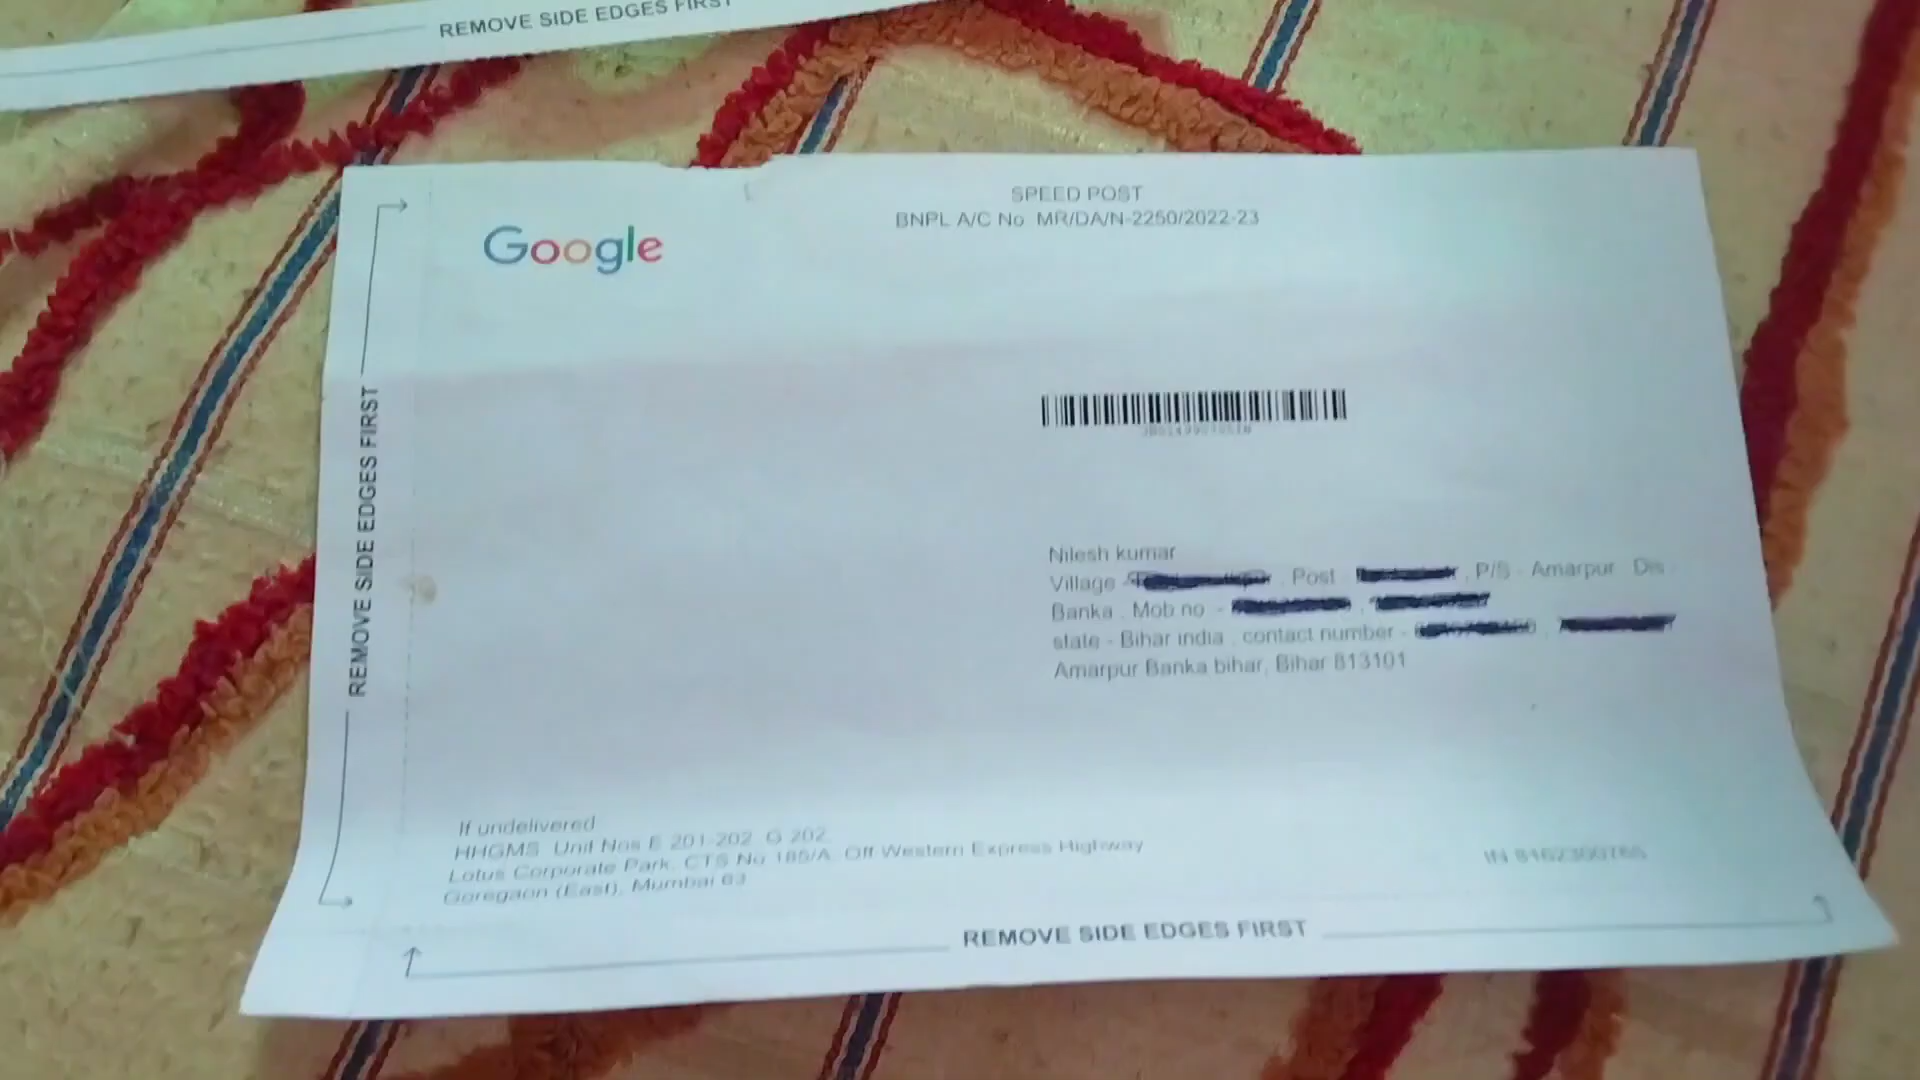 REMOVE SIDE EDGES FIRST
SPEED POST
BNPL A/C No MR/DA/N-2250/2022-23
Google
REMOVE SIDE EDGES FIRST
Nilesh kumar
Village - , Post , P/S - Amarpur Dis -
Banka , Mob no - ,
state - Bihar india , contact number - ,
Amarpur Banka bihar, Bihar 813101
If undelivered
HHGMS Unit Nos E 201-202 G 202,
Lotus Corporate Park, CTS No 185/A, Off Western Express Highway
Goregaon (East), Mumbai 63
REMOVE SIDE EDGES FIRST